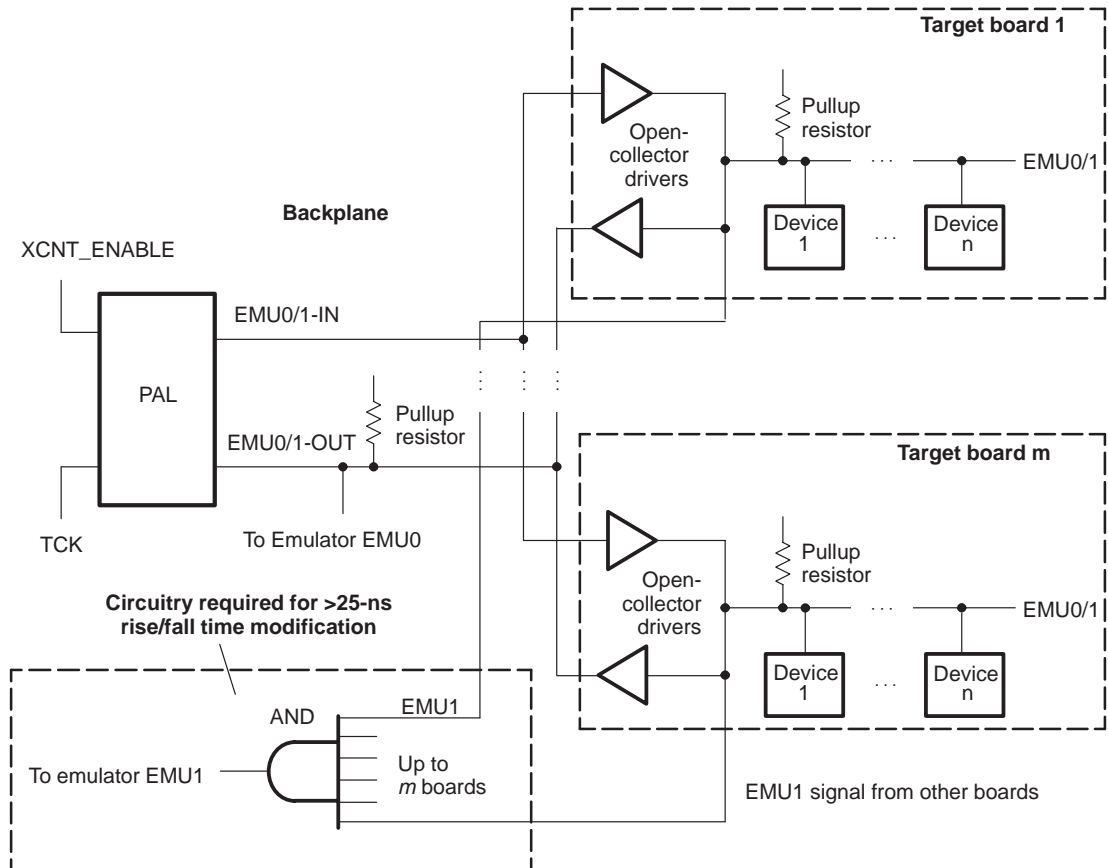 Target board 1
Pullup
resistor
Open-
collector
drivers
EMU0/1
Device
1
Device
n
Backplane
XCNT_ENABLE
EMU0/1-IN
PAL
Pullup
resistor
EMU0/1-OUT
TCK
To Emulator EMU0
Target board m
Pullup
resistor
Open-
collector
drivers
EMU0/1
Device
1
Device
n
Circuitry required for >25-ns
rise/fall time modification
AND
EMU1
To emulator EMU1
Up to
m boards
EMU1 signal from other boards